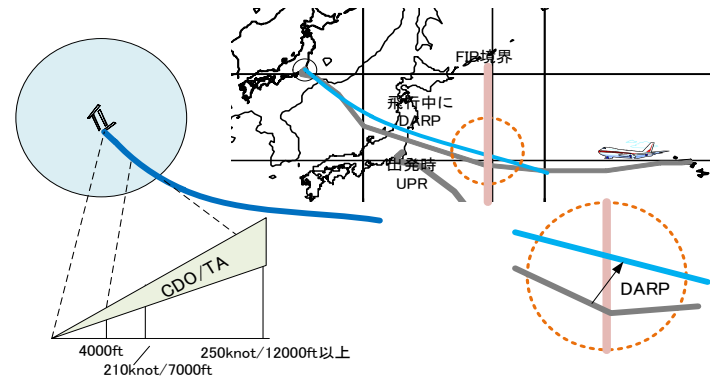 FIR境界
飛行中に
DARP
出発時
UPR
CDO/TA
4000ft
210knot/7000ft
250knot/12000ft以上
DARP